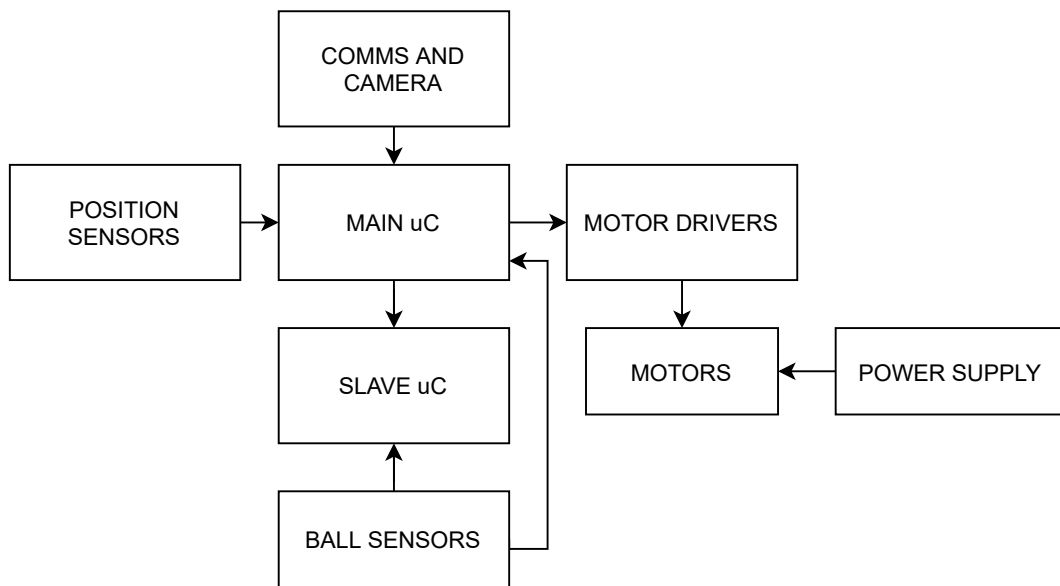 COMMS AND
CAMERA
POSITION
SENSORS
MAIN uC
MOTOR DRIVERS
SLAVE uC
MOTORS
POWER SUPPLY
BALL SENSORS